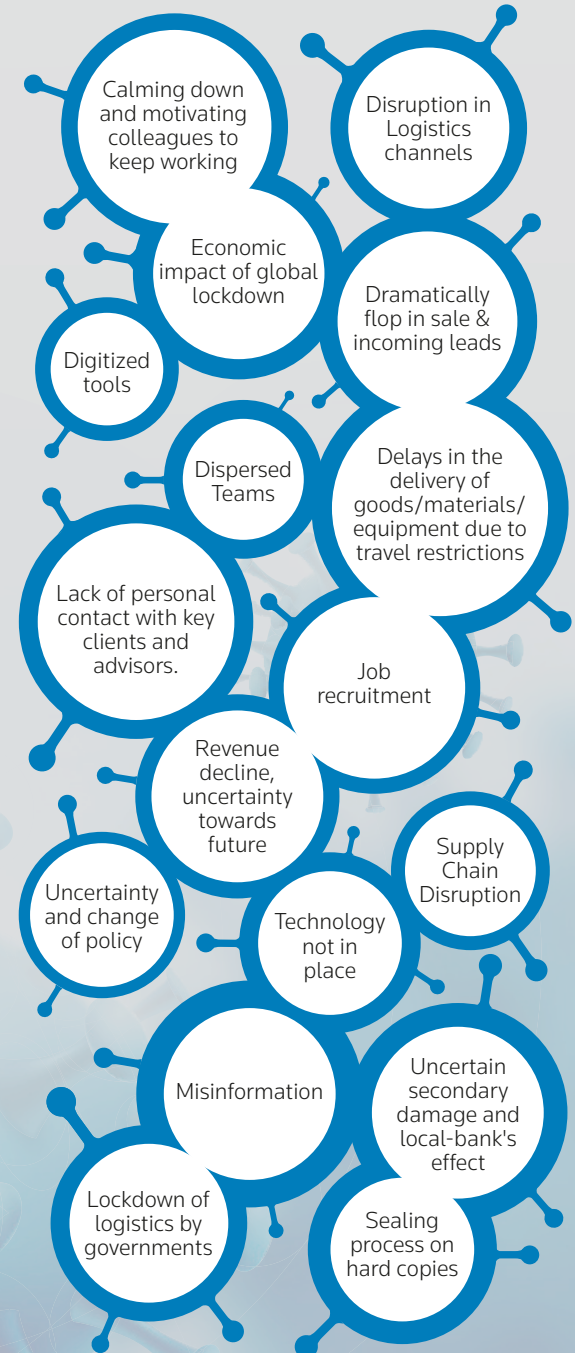 Calming down
and motivating
colleagues to
keep working
Disruption in
Logistics
channels
Economic
impact of global
lockdown
Dramatically
flop in sale &
incoming leads
Digitized
tools
Dispersed
Teams
Delays in the
delivery of
goods/materials/
equipment due to
travel restrictions
Lack of personal
contact with key
clients and
advisors.
Job
recruitment
Revenue
decline,
uncertainty
towards
future
Supply
Chain
Disruption
Uncertainty
and change
of policy
Technology
not in
place
Misinformation
Uncertain
secondary
damage and
local-bank's
effect
Lockdown of
logistics by
governments
Sealing
process on
hard copies